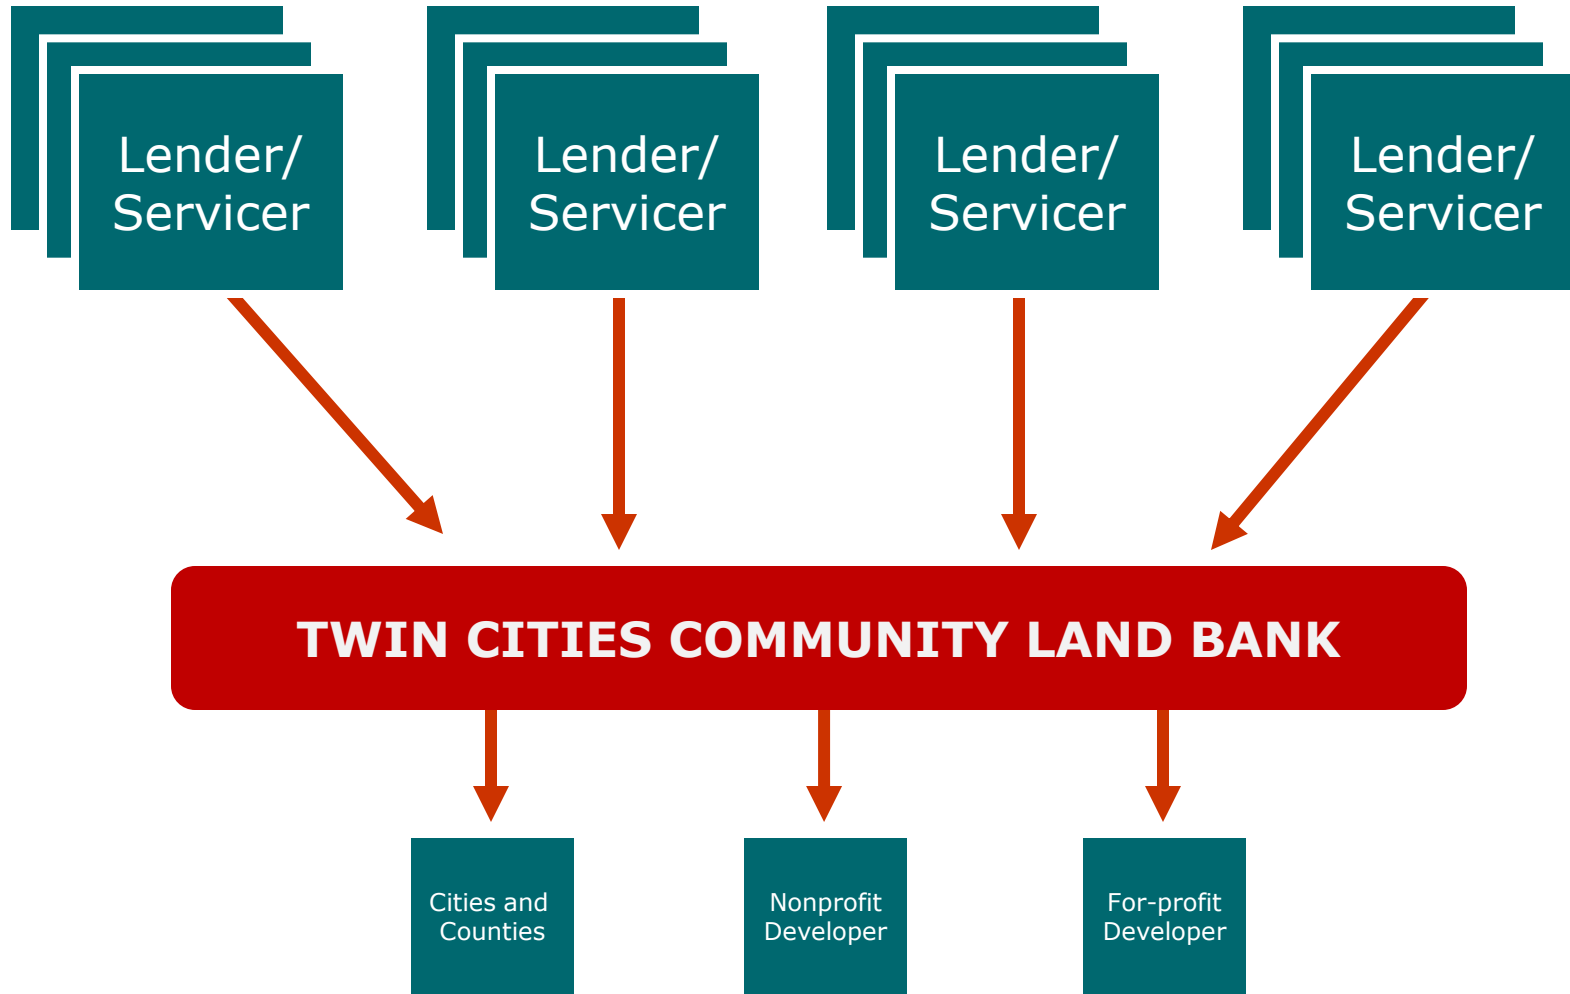 Lender/
Servicer
Lender/
Servicer
Lender/
Servicer
Lender/
Servicer
TWIN CITIES COMMUNITY LAND BANK
Cities and
Counties
Nonprofit
Developer
For-profit
Developer